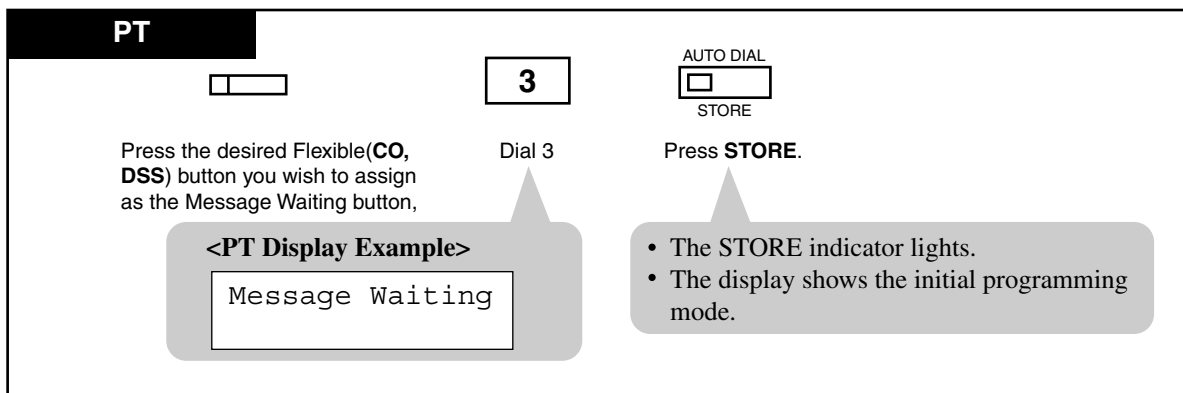 PT
3
AUTO DIAL
STORE
Press the desired Flexible(CO,
DSS) button you wish to assign
as the Message Waiting button,
Dial 3
Press STORE.
<PT Display Example>
Message Waiting
• The STORE indicator lights.
• The display shows the initial programming
mode.